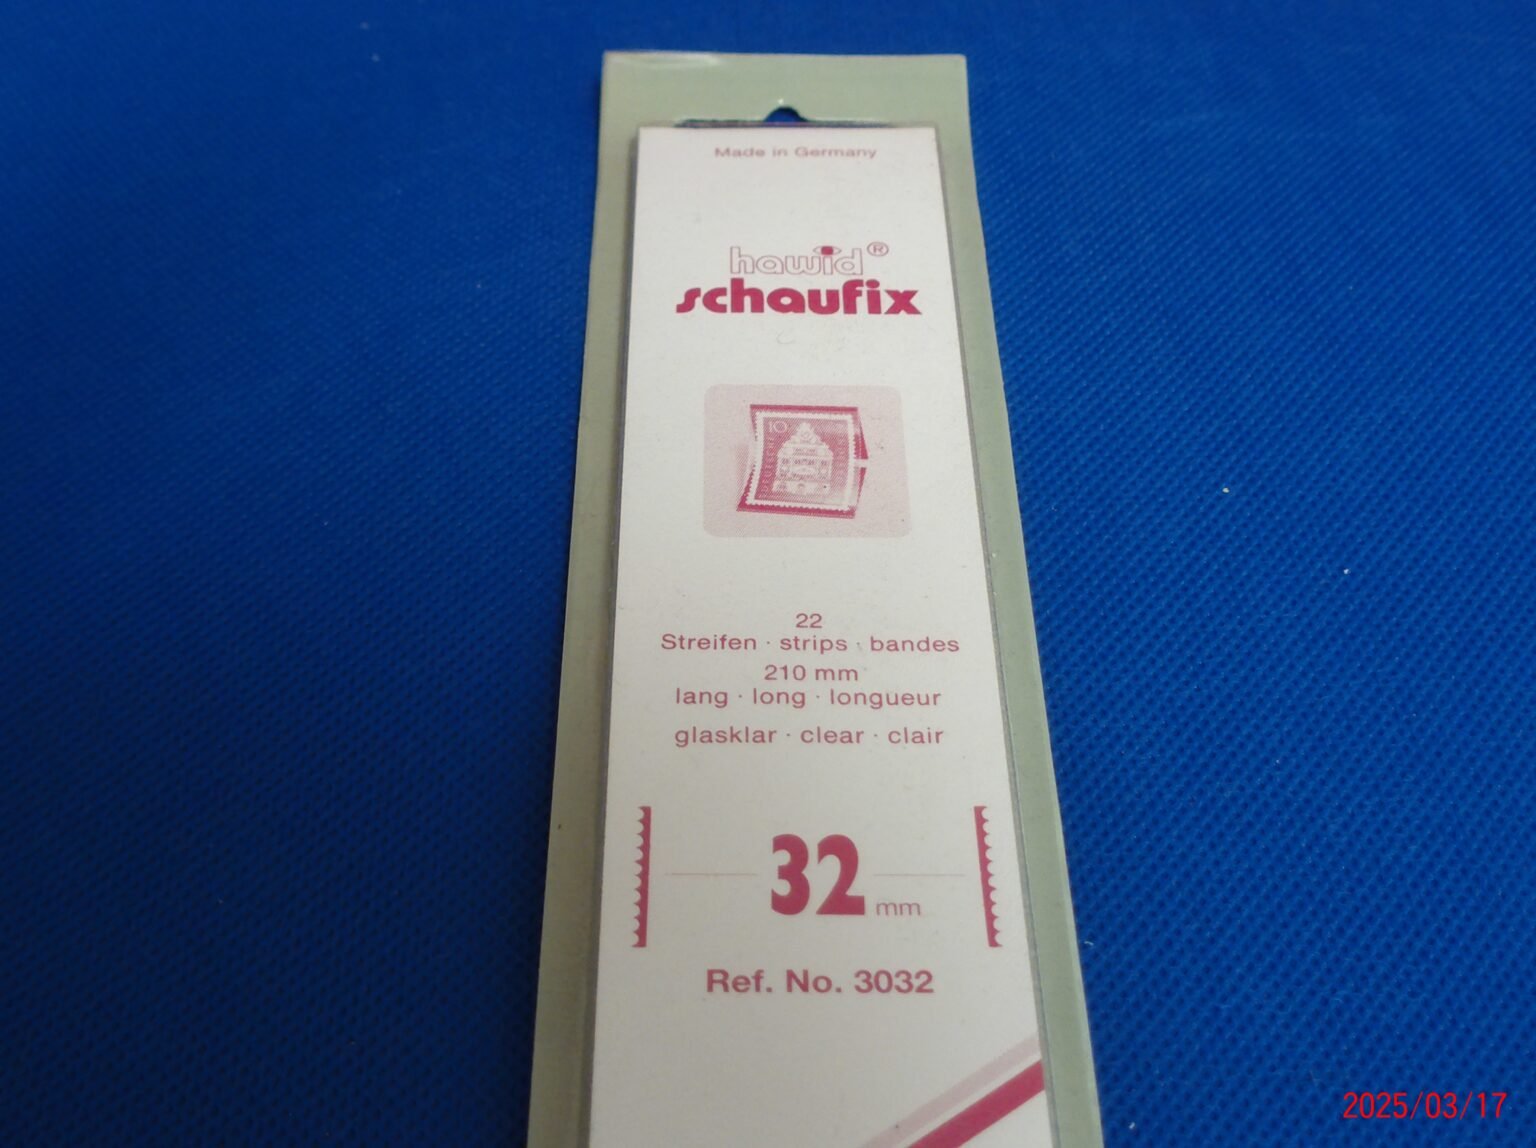 Made in Germany
hawid®
schaufix
10
22
Streifen · strips · bandes
210 mm
lang · long · longueur
glasklar · clear · clair
32 mm
Ref. No. 3032
2025/03/17